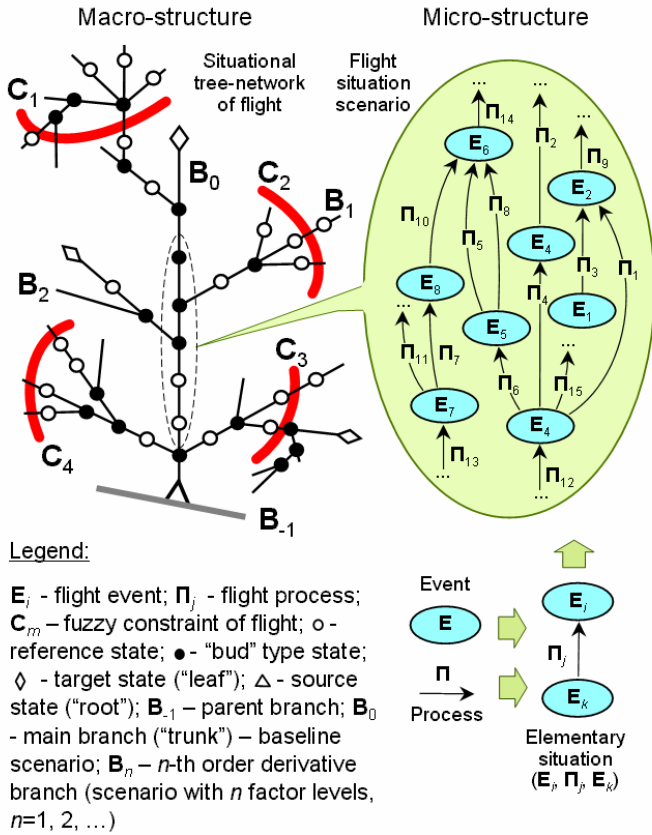 Macro-structure
Micro-structure
Situational
tree-network
of flight
Flight
situation
scenario
C1
B0
C2
B1
B2
C3
C4
B-1
...
...
...
Π14
Π2
E6
Π9
E2
Π10
Π8
Π5
E4
Π3
Π1
E8
Π4
...
E1
E5
Π11
Π7
...
Π6
Π15
E7
E4
Π13
Π12
...
...
Legend:
Ei - flight event; Πj - flight process;
Cm – fuzzy constraint of flight; o -
reference state; ● - “bud” type state;
◊ - target state (“leaf”); △ - source
state (“root”); B-1 – parent branch; B0
- main branch (“trunk”) – baseline
scenario; Bn – n-th order derivative
branch (scenario with n factor levels,
n=1, 2, …)
Event
E
Π
Process
Ei
Πj
Ek
Elementary
situation
(Ei, Πj, Ek)